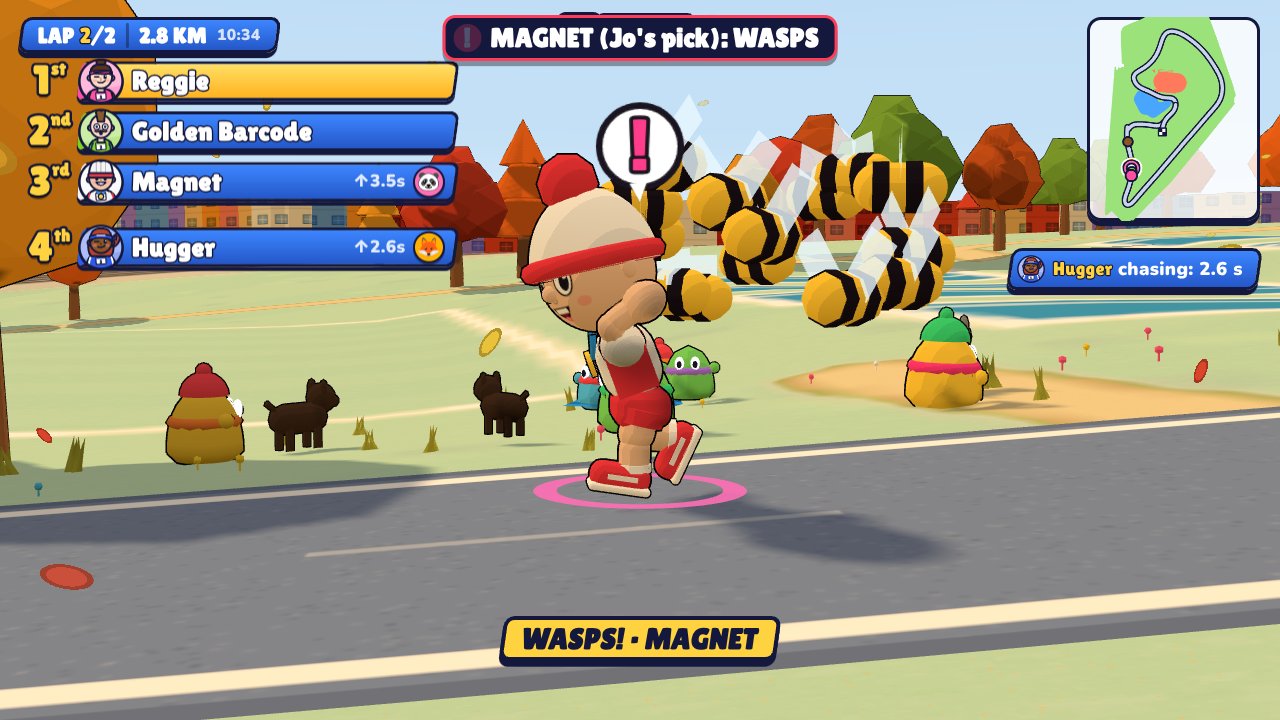 LAP 2/2 2.8 KM 10:34
! MAGNET (Jo's pick): WASPS
1st Reggie
2nd Golden Barcode
3rd Magnet ↑3.5s
4th Hugger ↑2.6s
!
Hugger chasing: 2.6 s
WASPS! · MAGNET